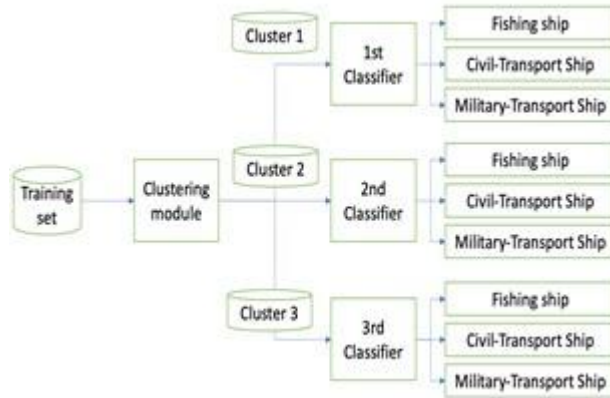 Training
set
Clustering
module
Cluster 1
1st
Classifier
Fishing ship
Civil-Transport Ship
Military-Transport Ship
Cluster 2
2nd
Classifier
Fishing ship
Civil-Transport Ship
Military-Transport Ship
Cluster 3
3rd
Classifier
Fishing ship
Civil-Transport Ship
Military-Transport Ship